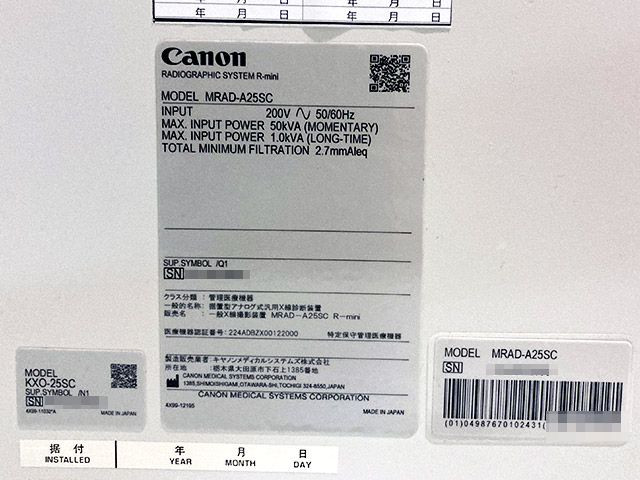 年 月 日 年 月 日
年 月 日 年 月 日
Canon
RADIOGRAPHIC SYSTEM R-mini
MODEL MRAD-A25SC
INPUT 200V ～ 50/60Hz
MAX. INPUT POWER 50kVA (MOMENTARY)
MAX. INPUT POWER 1.0kVA (LONG-TIME)
TOTAL MINIMUM FILTRATION 2.7mmAleq
SUP.SYMBOL /Q1
SN
クラス分類：管理医療機器
一般的名称：据置型アナログ式汎用X線診断装置
販売名：一般X線撮影装置 MRAD-A25SC R-mini
医療機器認証番号：224ADBZX00122000 特定保守管理医療機器
製造販売業者：キヤノンメディカルシステムズ株式会社
所在地：栃木県大田原市下石上1385番地
CANON MEDICAL SYSTEMS CORPORATION
1385,SHIMOISHIGAMI,OTAWARA-SHI,TOCHIGI 324-8550,JAPAN
CANON MEDICAL SYSTEMS CORPORATION
4X99-12195 MADE IN JAPAN
MODEL
KXO-25SC
SUP.SYMBOL /N1
SN
4X99-11032*A MADE IN JAPAN
MODEL MRAD-A25SC
SN
(01)04987670102431(
据付 年 月 日
INSTALLED YEAR MONTH DAY